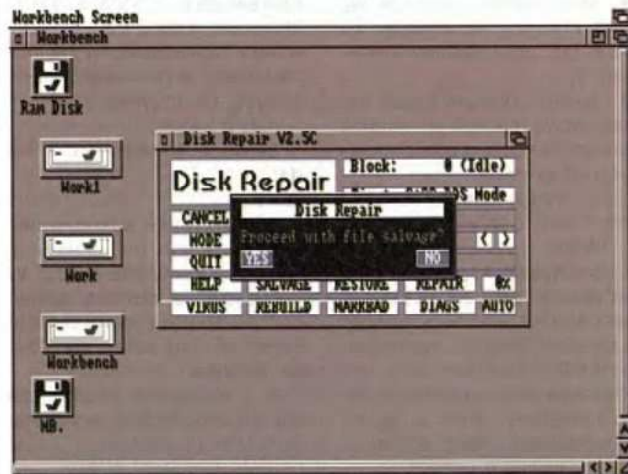 Workbench Screen
Workbench
Ram Disk
Work1
Work
Workbench
WB.
Disk Repair V2.5C
Disk Repair
Block: 0 (Idle)
DOS Mode
Disk Repair
Proceed with file salvage?
YES NO
CANCEL
MODE < >
QUIT
HELP SALVAGE RESTORE REPAIR 0%
VIRUS REBUILD MARKBAD DIAGS AUTO